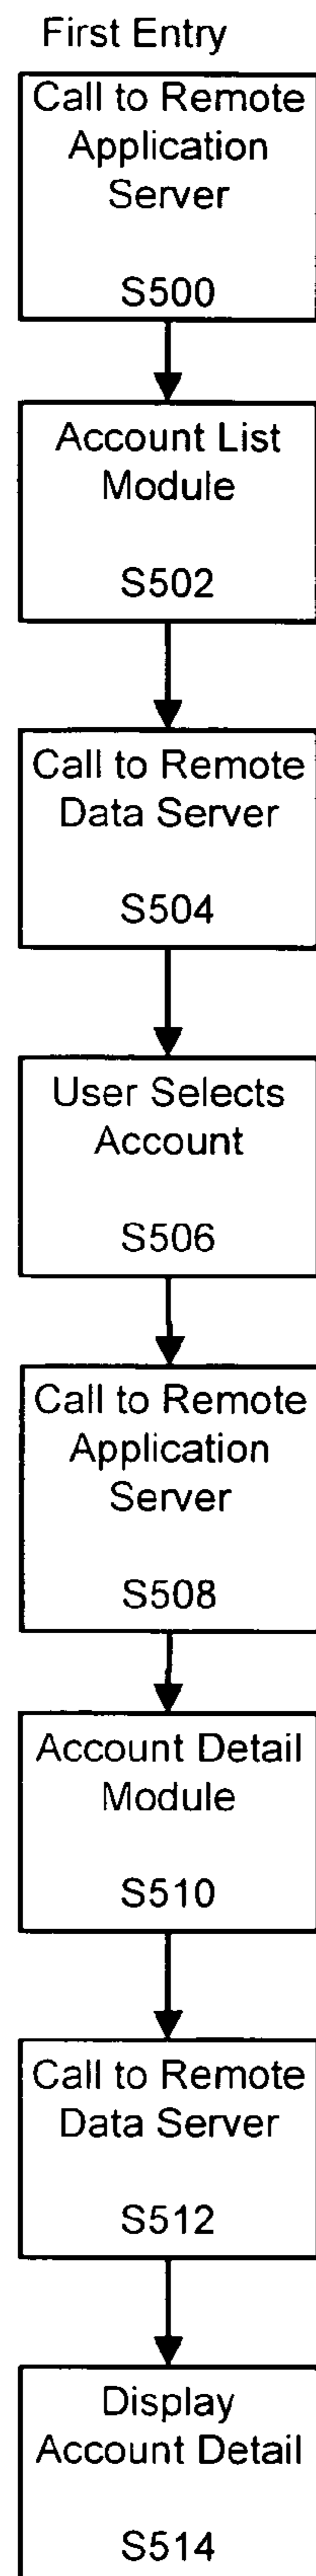 First Entry
Call to Remote
Application
Server
S500
Account List
Module
S502
Call to Remote
Data Server
S504
User Selects
Account
S506
Call to Remote
Application
Server
S508
Account Detail
Module
S510
Call to Remote
Data Server
S512
Display
Account Detail
S514